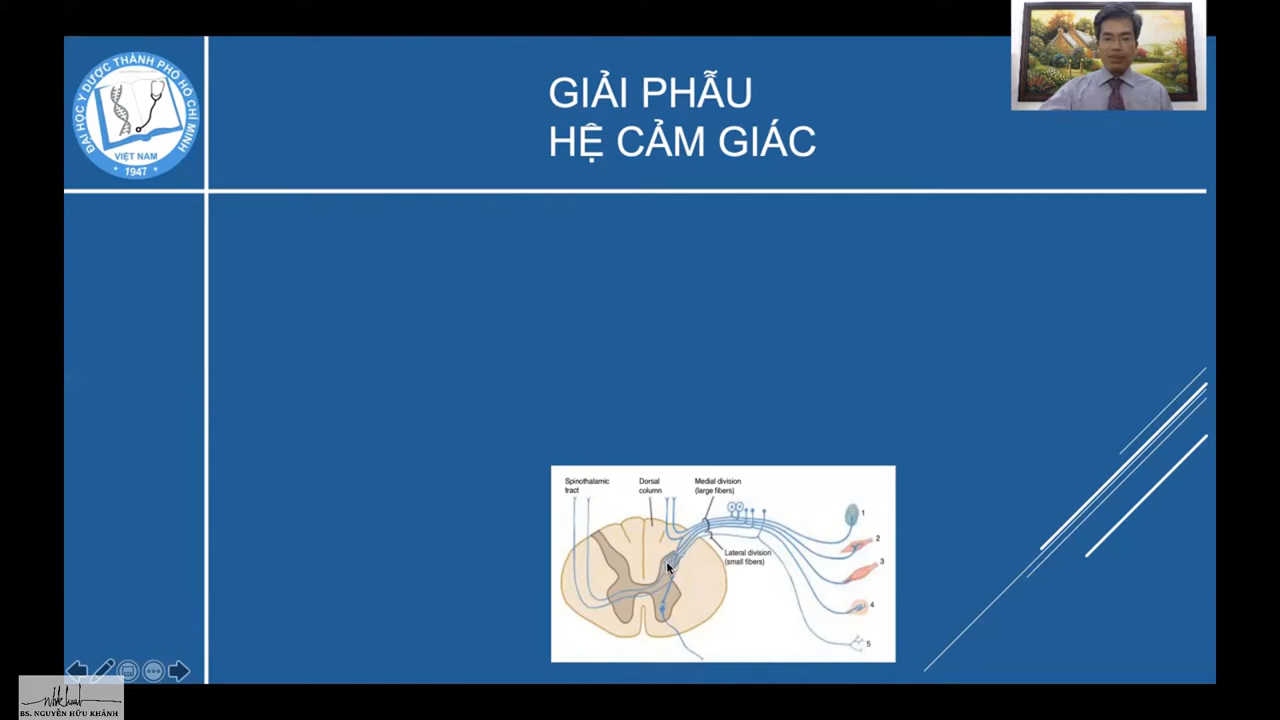 ĐẠI HỌC Y DƯỢC THÀNH PHỐ HỒ CHÍ MINH
VIỆT NAM
1947
GIẢI PHẪU
HỆ CẢM GIÁC
Spinothalamic
tract
Dorsal
column
Medial division
(large fibers)
Lateral division
(small fibers)
1
2
3
4
5
BS. NGUYỄN HỮU KHÁNH